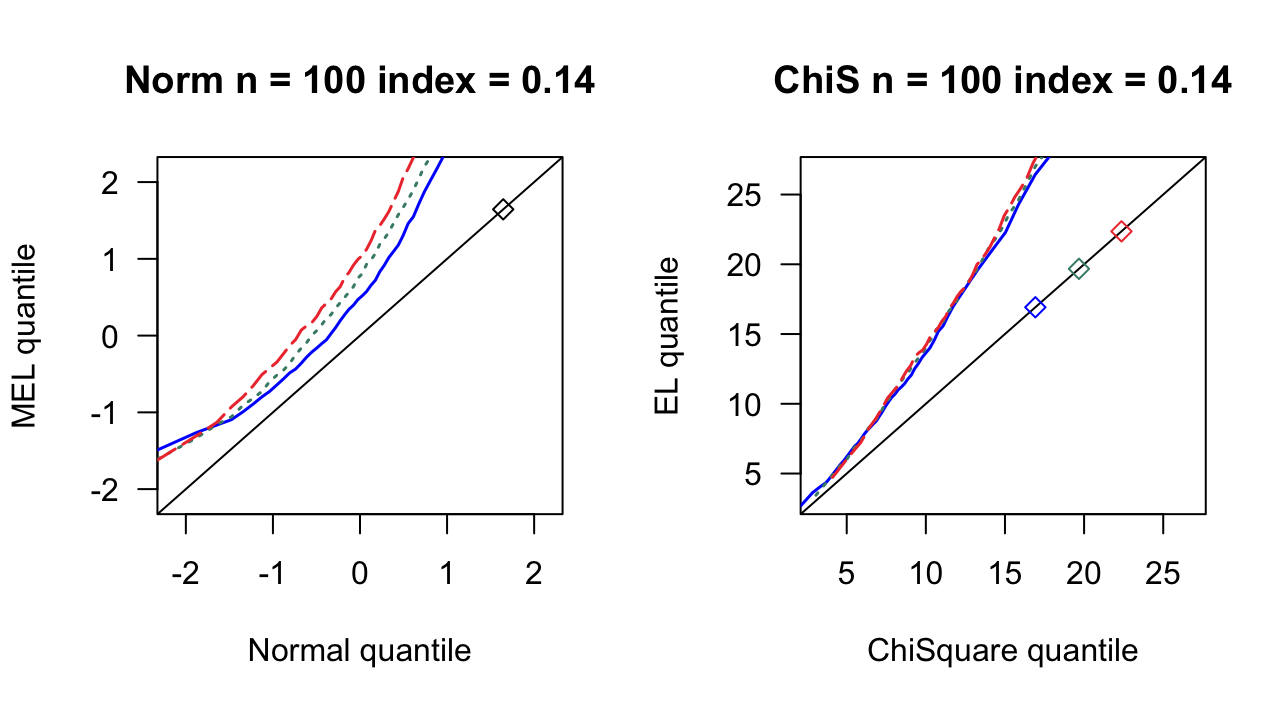 Norm n = 100 index = 0.14
MEL quantile
2
1
0
-1
-2
-2 -1 0 1 2
Normal quantile
ChiS n = 100 index = 0.14
EL quantile
25
20
15
10
5
5 10 15 20 25
ChiSquare quantile